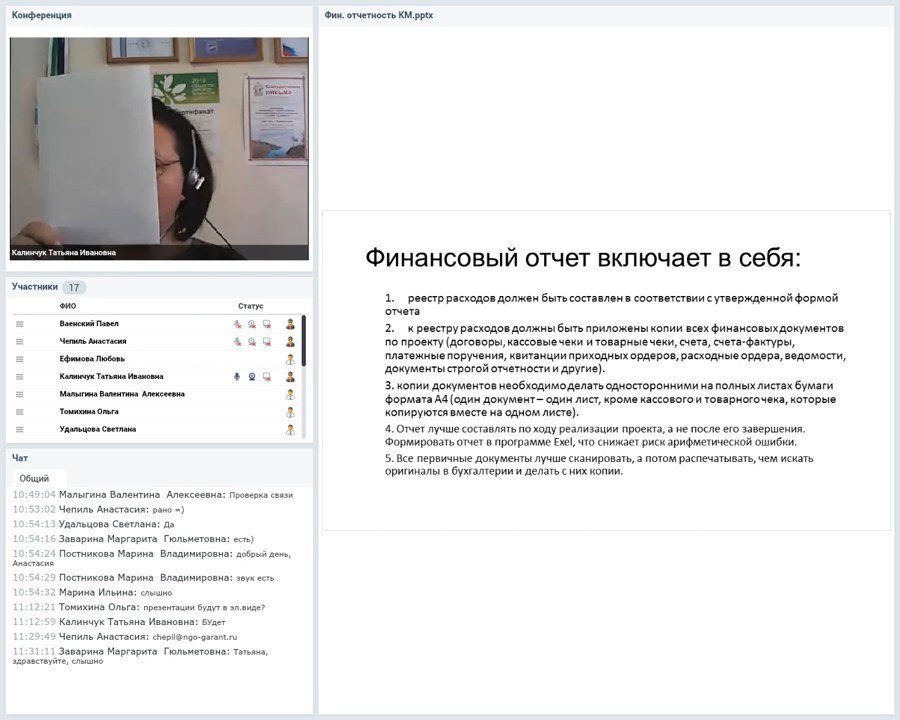 Конференция
2013
Сертификат
Калинчук Татьяна Ивановна
Участники 17
ФИО Статус
Ваенский Павел
Чепиль Анастасия
Ефимова Любовь
Калинчук Татьяна Ивановна
Малыгина Валентина Алексеевна
Томихина Ольга
Удальцова Светлана
Чат
Общий
10:49:04 Малыгина Валентина Алексеевна: Проверка связи
10:53:02 Чепиль Анастасия: рано =)
10:54:13 Удальцова Светлана: Да
10:54:16 Заварина Маргарита Гюльметовна: есть)
10:54:24 Постникова Марина Владимировна: добрый день,
Анастасия
10:54:29 Постникова Марина Владимировна: звук есть
10:54:32 Марина Ильина: слышно
11:12:21 Томихина Ольга: презентации будут в эл.виде?
11:12:59 Калинчук Татьяна Ивановна: БУдет
11:29:49 Чепиль Анастасия: chepil@ngo-garant.ru
11:31:11 Заварина Маргарита Гюльметовна: Татьяна,
здравствуйте, слышно
Фин. отчетность КМ.pptx
Финансовый отчет включает в себя:
1. реестр расходов должен быть составлен в соответствии с утвержденной формой
отчета
2. к реестру расходов должны быть приложены копии всех финансовых документов
по проекту (договоры, кассовые чеки и товарные чеки, счета, счета-фактуры,
платежные поручения, квитанции приходных ордеров, расходные ордера, ведомости,
документы строгой отчетности и другие).
3. копии документов необходимо делать односторонними на полных листах бумаги
формата А4 (один документ – один лист, кроме кассового и товарного чека, которые
копируются вместе на одном листе).
4. Отчет лучше составлять по ходу реализации проекта, а не после его завершения.
Формировать отчет в программе Exel, что снижает риск арифметической ошибки.
5. Все первичные документы лучше сканировать, а потом распечатывать, чем искать
оригиналы в бухгалтерии и делать с них копии.